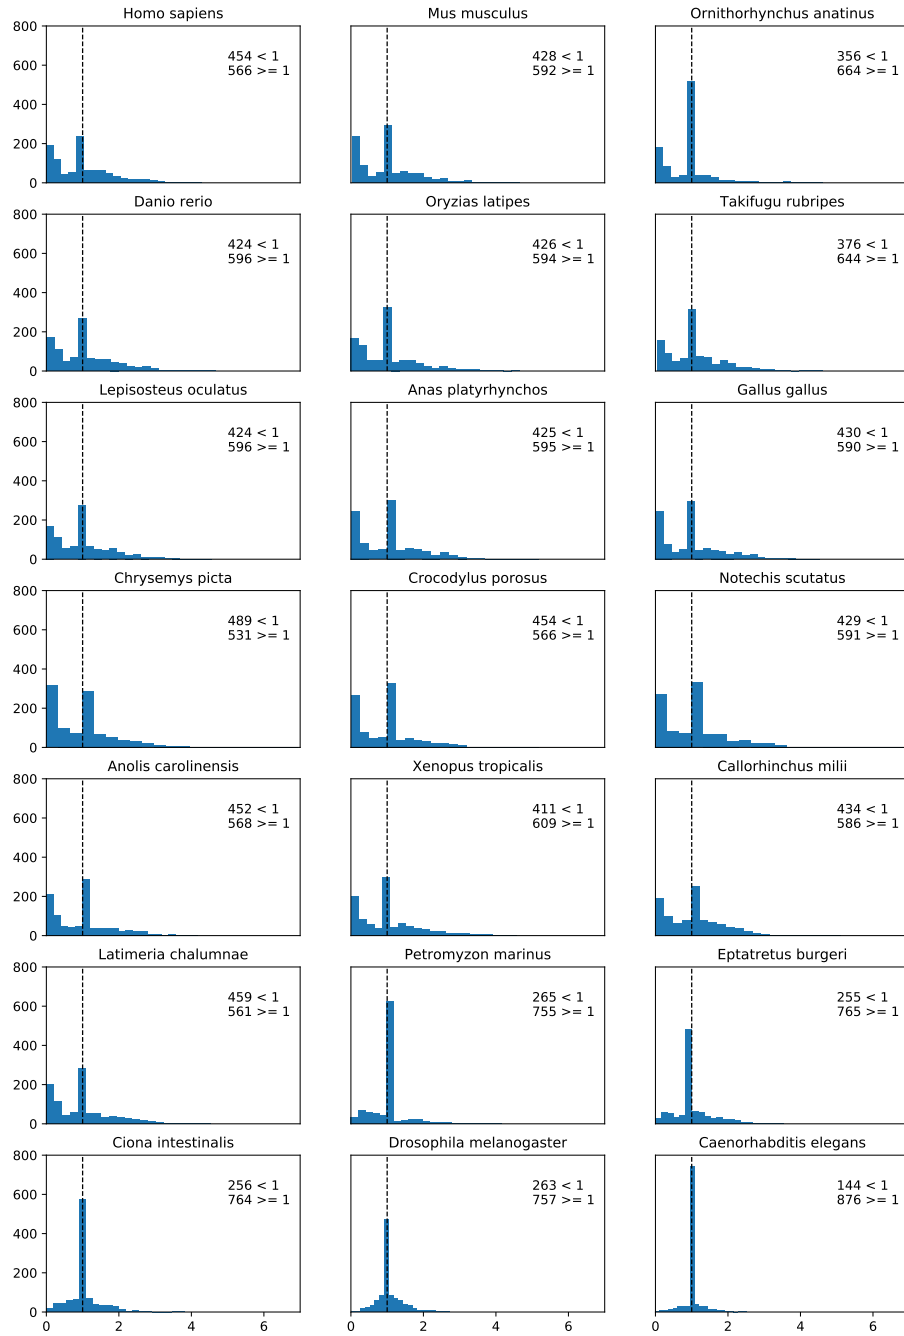 Homo sapiens
Mus musculus
Ornithorhynchus anatinus
800
600
400
200
0
454 < 1
566 >= 1
428 < 1
592 >= 1
356 < 1
664 >= 1
Danio rerio
Oryzias latipes
Takifugu rubripes
800
600
400
200
0
424 < 1
596 >= 1
426 < 1
594 >= 1
376 < 1
644 >= 1
Lepisosteus oculatus
Anas platyrhynchos
Gallus gallus
800
600
400
200
0
424 < 1
596 >= 1
425 < 1
595 >= 1
430 < 1
590 >= 1
Chrysemys picta
Crocodylus porosus
Notechis scutatus
800
600
400
200
0
489 < 1
531 >= 1
454 < 1
566 >= 1
429 < 1
591 >= 1
Anolis carolinensis
Xenopus tropicalis
Callorhinchus milii
800
600
400
200
0
452 < 1
568 >= 1
411 < 1
609 >= 1
434 < 1
586 >= 1
Latimeria chalumnae
Petromyzon marinus
Eptatretus burgeri
800
600
400
200
0
459 < 1
561 >= 1
265 < 1
755 >= 1
255 < 1
765 >= 1
Ciona intestinalis
Drosophila melanogaster
Caenorhabditis elegans
800
600
400
200
0
256 < 1
764 >= 1
263 < 1
757 >= 1
144 < 1
876 >= 1
0 2 4 6
0 2 4 6
0 2 4 6